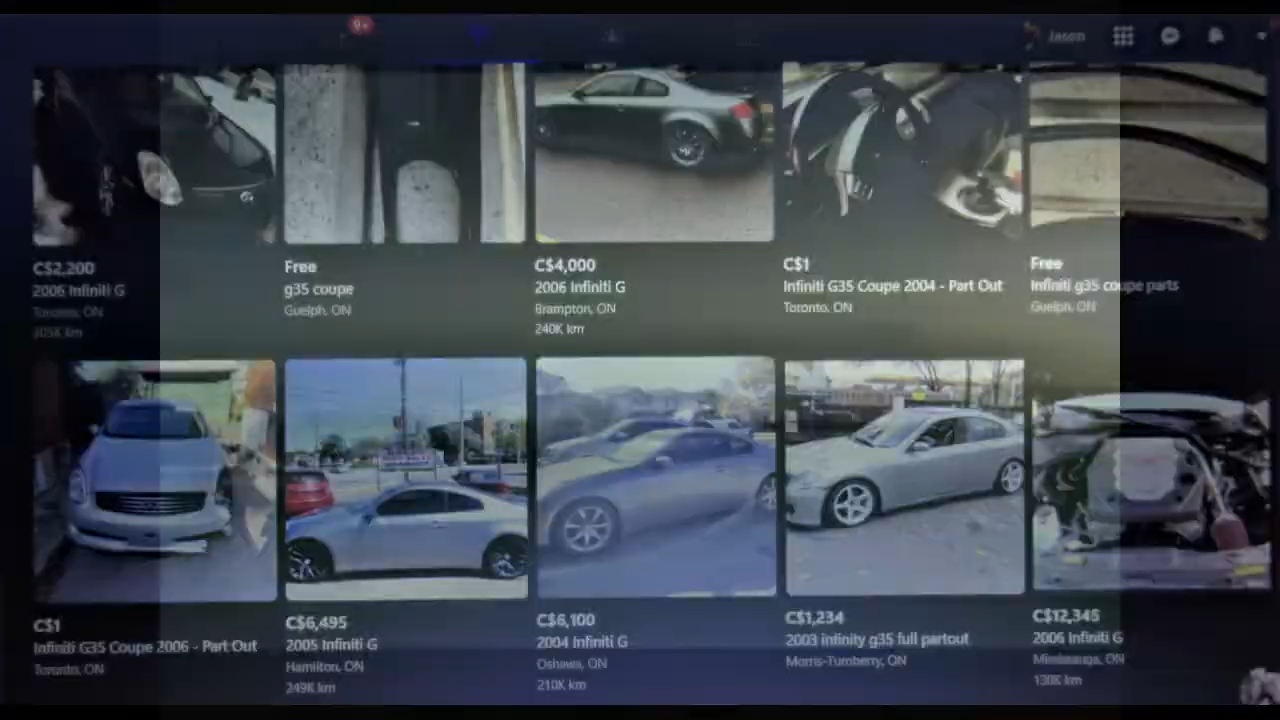 9+
Jason
C$2,200
2006 Infiniti G
Toronto, ON
305K km
Free
g35 coupe
Guelph, ON
C$4,000
2006 Infiniti G
Brampton, ON
240K km
C$1
Infiniti G35 Coupe 2004 - Part Out
Toronto, ON
Free
Infiniti g35 coupe parts
Guelph, ON
C$1
Infiniti G35 Coupe 2006 - Part Out
Toronto, ON
C$6,495
2005 Infiniti G
Hamilton, ON
249K km
C$6,100
2004 Infiniti G
Oshawa, ON
210K km
C$1,234
2003 infinity g35 full partout
Morris-Turnberry, ON
C$12,345
2006 Infiniti G
Mississauga, ON
130K km